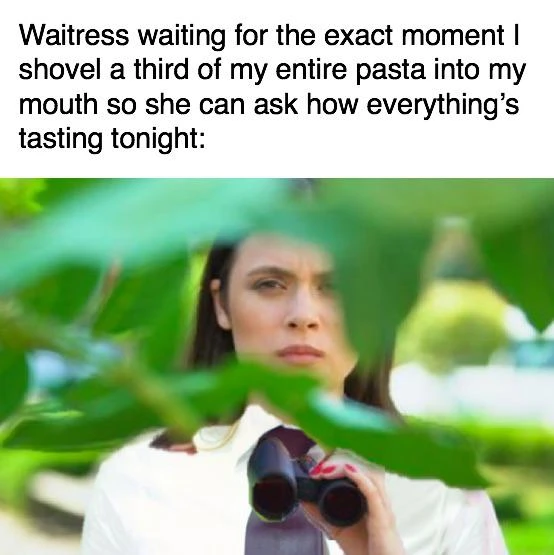 Waitress waiting for the exact moment I
shovel a third of my entire pasta into my
mouth so she can ask how everything’s
tasting tonight: